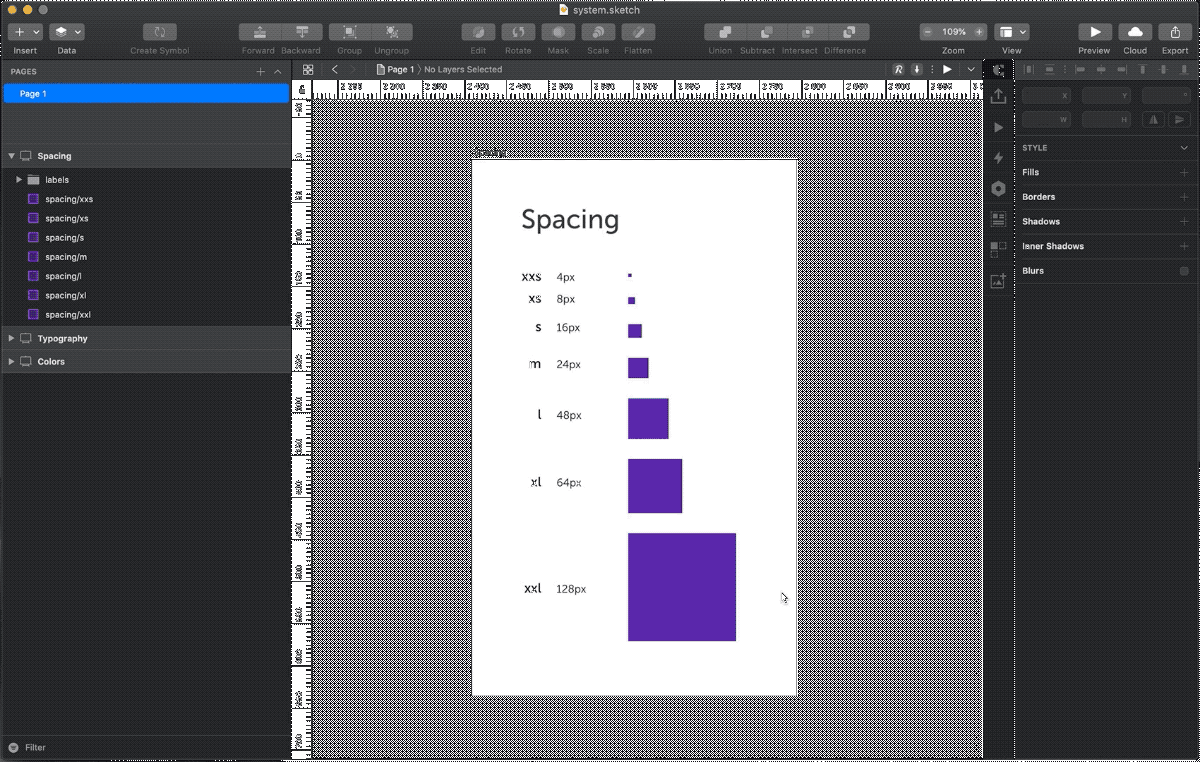 system.sketch
Insert Data Create Symbol Forward Backward Group Ungroup Edit Rotate Mask Scale Flatten Union Subtract Intersect Difference 109% Zoom View Preview Cloud Export
PAGES
Page 1
Page 1 〉No Layers Selected
Spacing
labels
spacing/xxs
spacing/xs
spacing/s
spacing/m
spacing/l
spacing/xl
spacing/xxl
Typography
Colors
Filter
Spacing
xxs 4px
xs 8px
s 16px
m 24px
l 48px
xl 64px
xxl 128px
X Y °
W H
STYLE
Fills
Borders
Shadows
Inner Shadows
Blurs